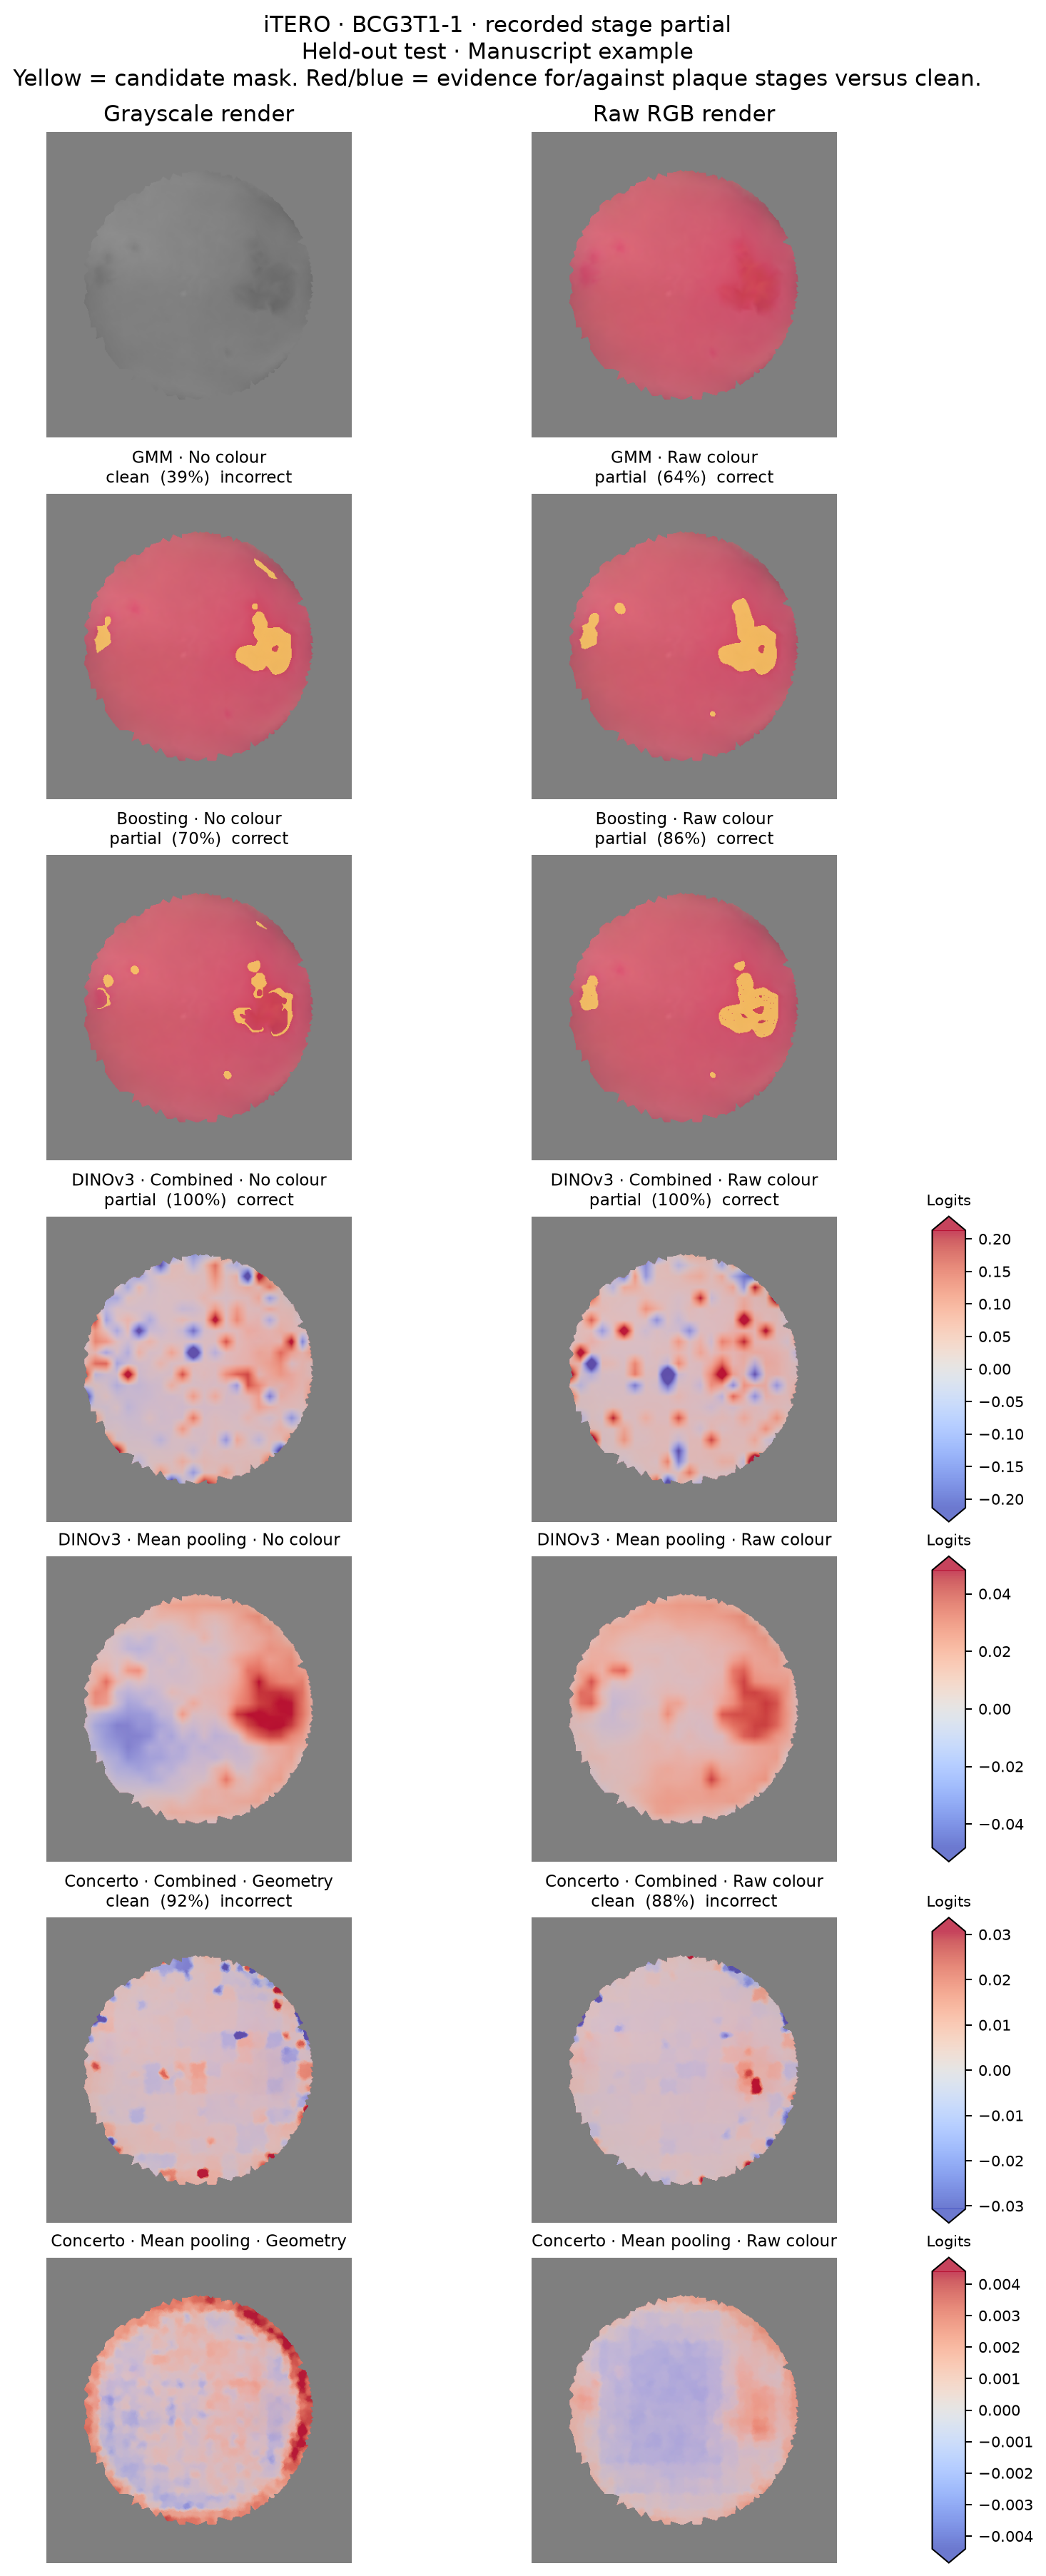 iTERO · BCG3T1-1 · recorded stage partial
Held-out test · Manuscript example
Yellow = candidate mask. Red/blue = evidence for/against plaque stages versus clean.
Grayscale render
Raw RGB render
GMM · No colour
clean (39%) incorrect
GMM · Raw colour
partial (64%) correct
Boosting · No colour
partial (70%) correct
Boosting · Raw colour
partial (86%) correct
DINOv3 · Combined · No colour
partial (100%) correct
DINOv3 · Combined · Raw colour
partial (100%) correct
Logits
0.20
0.15
0.10
0.05
0.00
−0.05
−0.10
−0.15
−0.20
DINOv3 · Mean pooling · No colour
DINOv3 · Mean pooling · Raw colour
Logits
0.04
0.02
0.00
−0.02
−0.04
Concerto · Combined · Geometry
clean (92%) incorrect
Concerto · Combined · Raw colour
clean (88%) incorrect
Logits
0.03
0.02
0.01
0.00
−0.01
−0.02
−0.03
Concerto · Mean pooling · Geometry
Concerto · Mean pooling · Raw colour
Logits
0.004
0.003
0.002
0.001
0.000
−0.001
−0.002
−0.003
−0.004